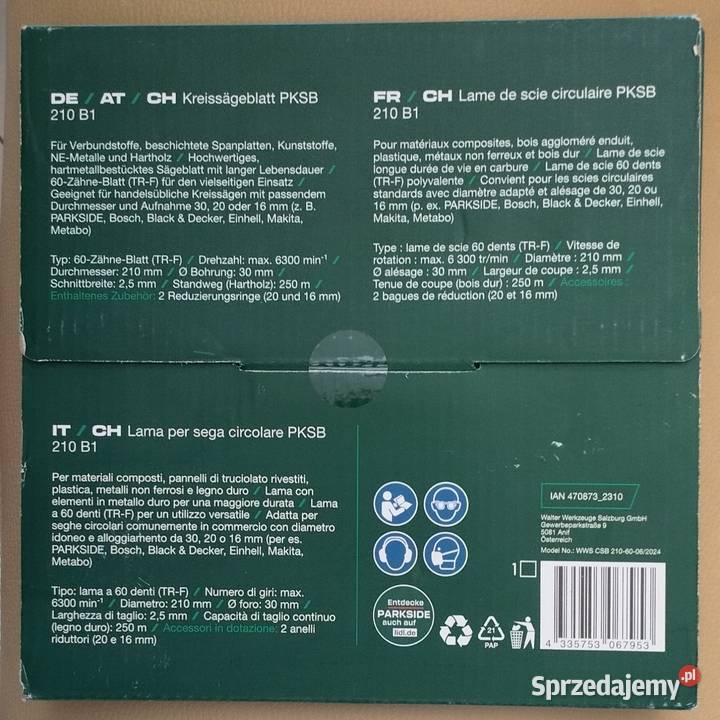 DE / AT / CH Kreissägeblatt PKSB
210 B1
Für Verbundstoffe, beschichtete Spanplatten, Kunststoffe,
NE-Metalle und Hartholz / Hochwertiges,
hartmetallbestücktes Sägeblatt mit langer Lebensdauer /
60-Zähne-Blatt (TR-F) für den vielseitigen Einsatz /
Geeignet für handelsübliche Kreissägen mit passendem
Durchmesser und Aufnahme 30, 20 oder 16 mm (z. B.
PARKSIDE, Bosch, Black & Decker, Einhell, Makita,
Metabo)
Typ: 60-Zähne-Blatt (TR-F) / Drehzahl: max. 6300 min⁻¹ /
Durchmesser: 210 mm / Ø Bohrung: 30 mm /
Schnittbreite: 2,5 mm / Standweg (Hartholz): 250 m /
Enthaltenes Zubehör: 2 Reduzierungsringe (20 und 16 mm)
FR / CH Lame de scie circulaire PKSB
210 B1
Pour matériaux composites, bois aggloméré enduit,
plastique, métaux non ferreux et bois dur / Lame de scie
longue durée de vie en carbure / Lame de scie 60 dents
(TR-F) polyvalente / Convient pour les scies circulaires
standards avec diamètre adapté et alésage de 30, 20 ou
16 mm (p. ex. PARKSIDE, Bosch, Black & Decker, Einhell,
Makita, Metabo)
Type : lame de scie 60 dents (TR-F) / Vitesse de
rotation : max. 6 300 tr/min / Diamètre : 210 mm /
Ø alésage : 30 mm / Largeur de coupe : 2,5 mm /
Tenue de coupe (bois dur) : 250 m / Accessoires :
2 bagues de réduction (20 et 16 mm)
IT / CH Lama per sega circolare PKSB
210 B1
Per materiali composti, pannelli di truciolato rivestiti,
plastica, metalli non ferrosi e legno duro / Lama con
elementi in metallo duro per una maggiore durata / Lama
a 60 denti (TR-F) per un utilizzo versatile / Adatta per
seghe circolari comunemente in commercio con diametro
idoneo e alloggiamento da 30, 20 o 16 mm (per es.
PARKSIDE, Bosch, Black & Decker, Einhell, Makita,
Metabo)
Tipo: lama a 60 denti (TR-F) / Numero di giri: max.
6300 min⁻¹ / Diametro: 210 mm / Ø foro: 30 mm /
Larghezza di taglio: 2,5 mm / Capacità di taglio continuo
(legno duro): 250 m / Accessori in dotazione: 2 anelli
riduttori (20 e 16 mm)
IAN 470873_2310
Walter Werkzeuge Salzburg GmbH
Gewerbeparkstraße 9
5081 Anif
Österreich
Model No.: WWS CSB 210-60-06/2024
1
4 335753 067953
Entdecke
PARKSIDE
auch auf
lidl.de
21
PAP
Sprzedajemy.pl